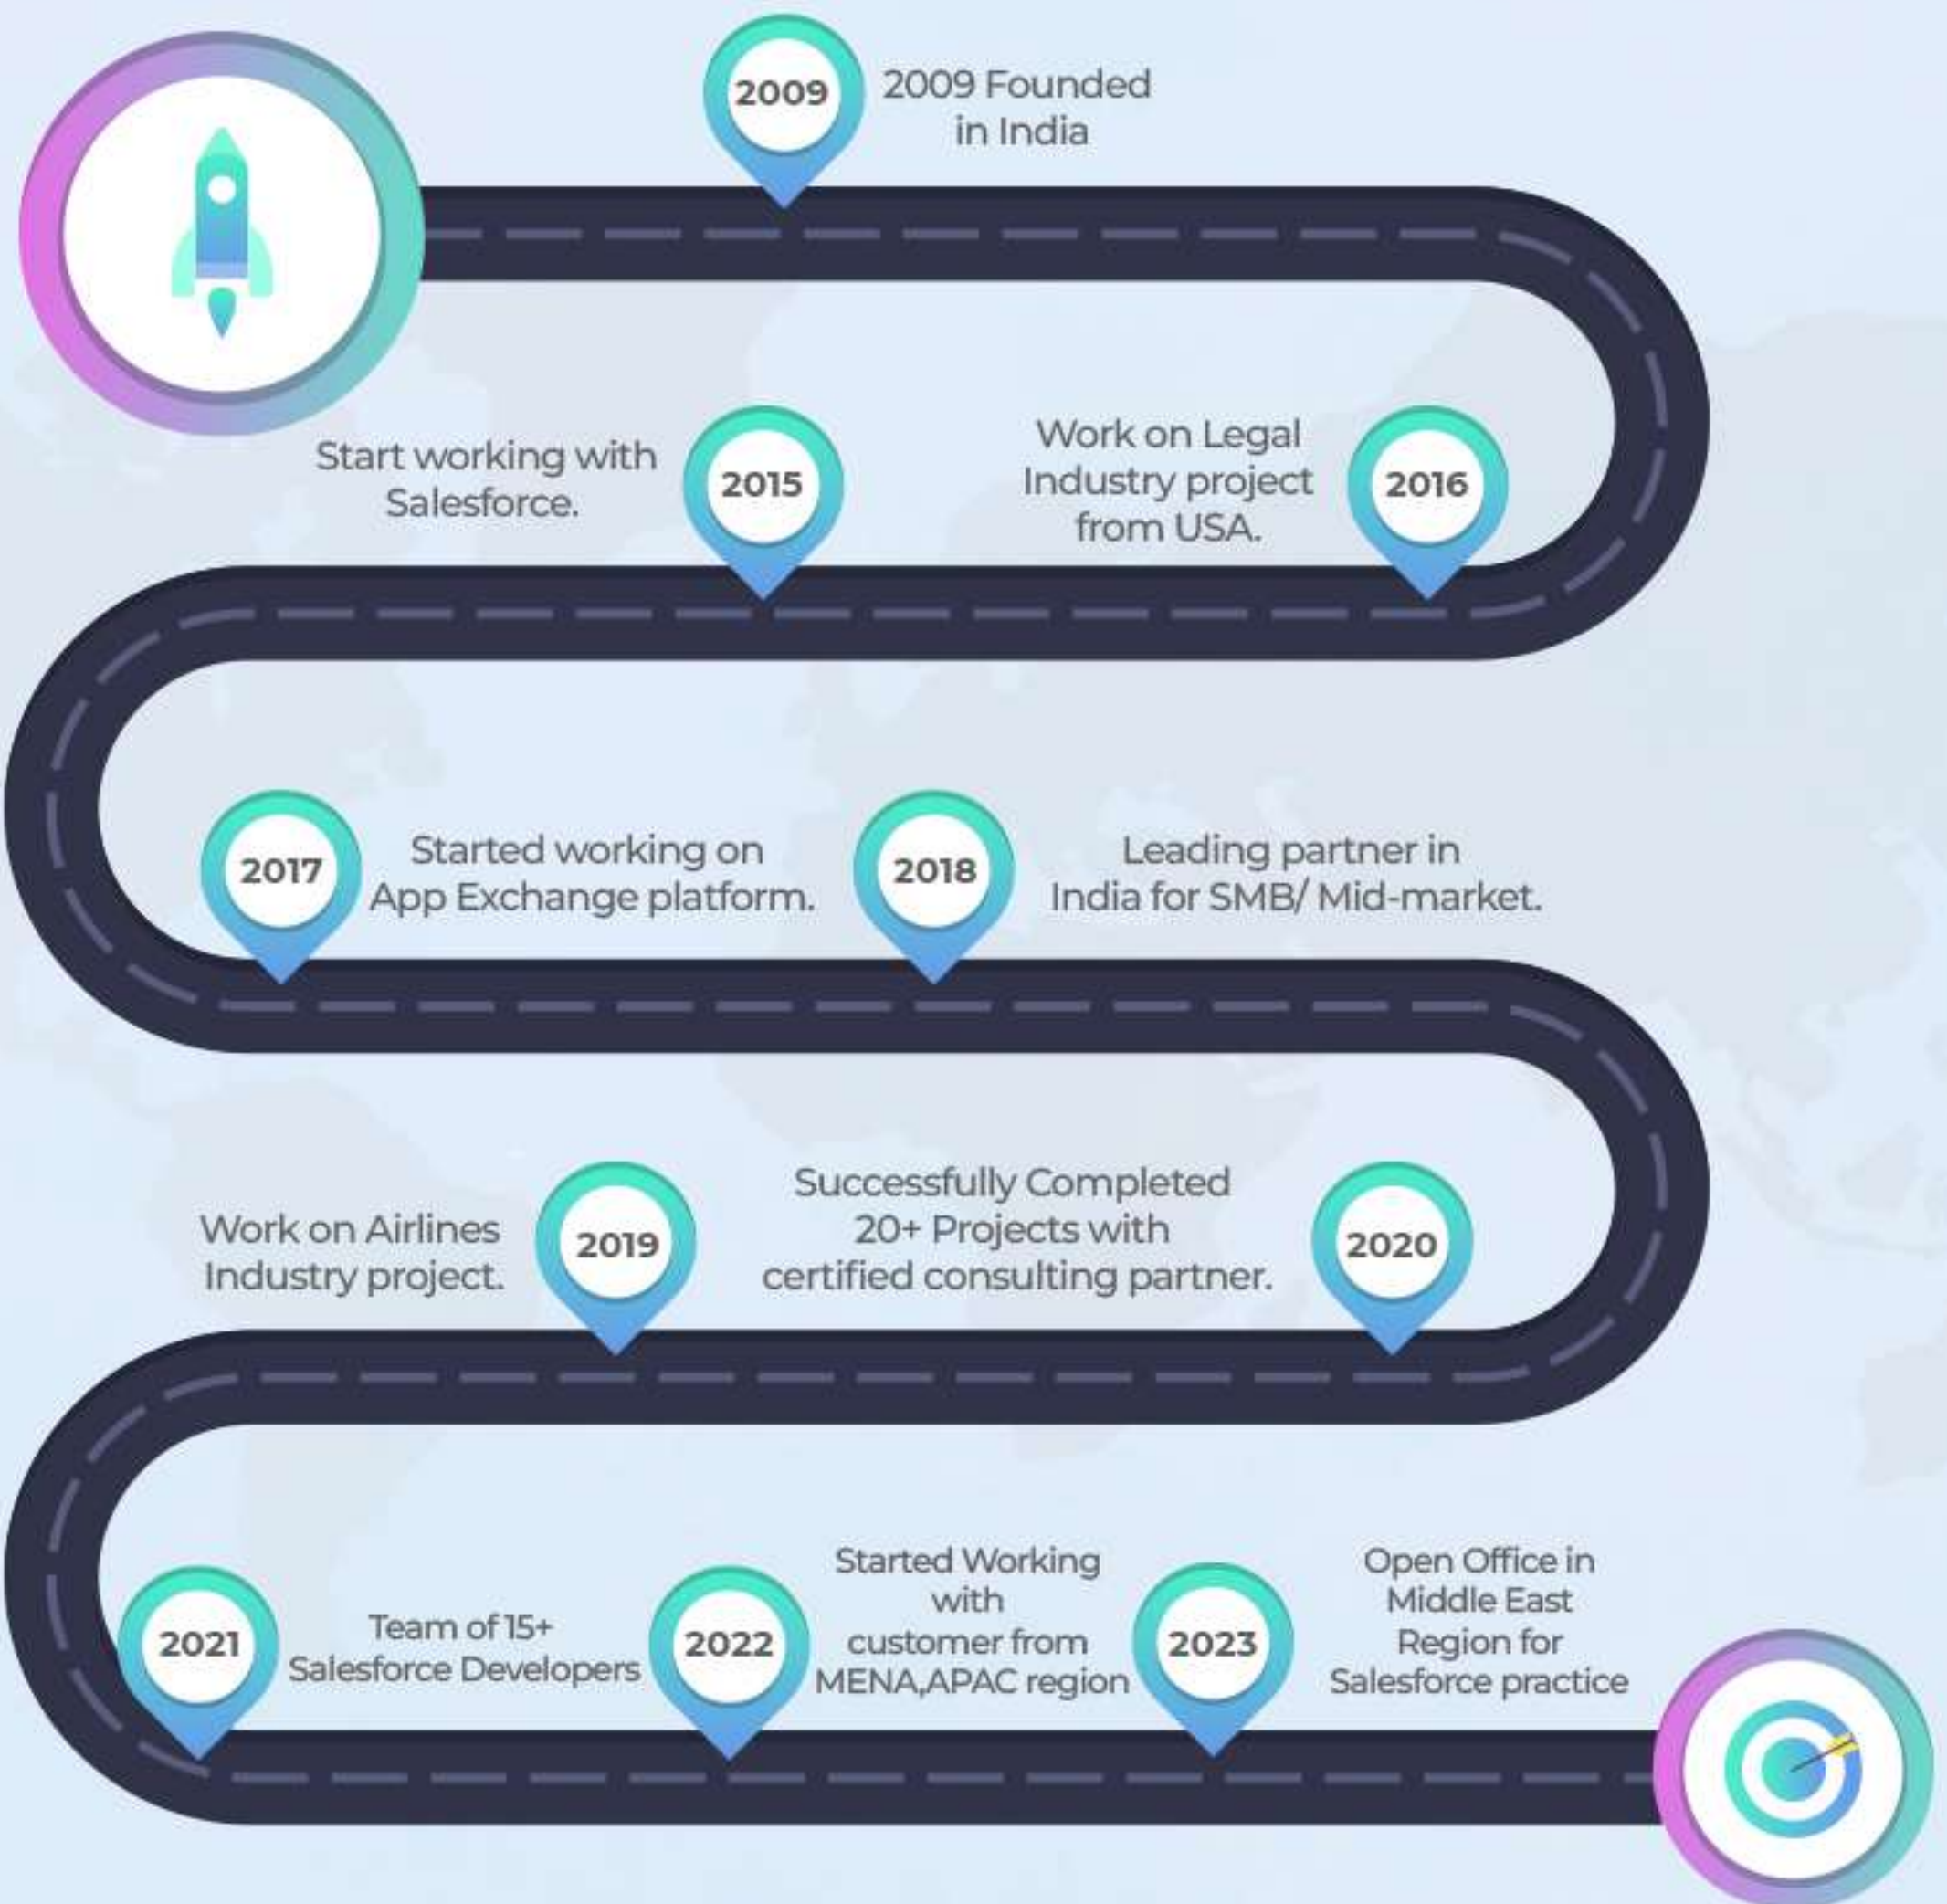 2009
2009 Founded
in India
Start working with
Salesforce.
2015
Work on Legal
Industry project
from USA.
2016
2017
Started working on
App Exchange platform.
2018
Leading partner in
India for SMB/ Mid-market.
Work on Airlines
Industry project.
2019
Successfully Completed
20+ Projects with
certified consulting partner.
2020
2021
Team of 15+
Salesforce Developers
2022
Started Working
with
customer from
MENA,APAC region
2023
Open Office in
Middle East
Region for
Salesforce practice